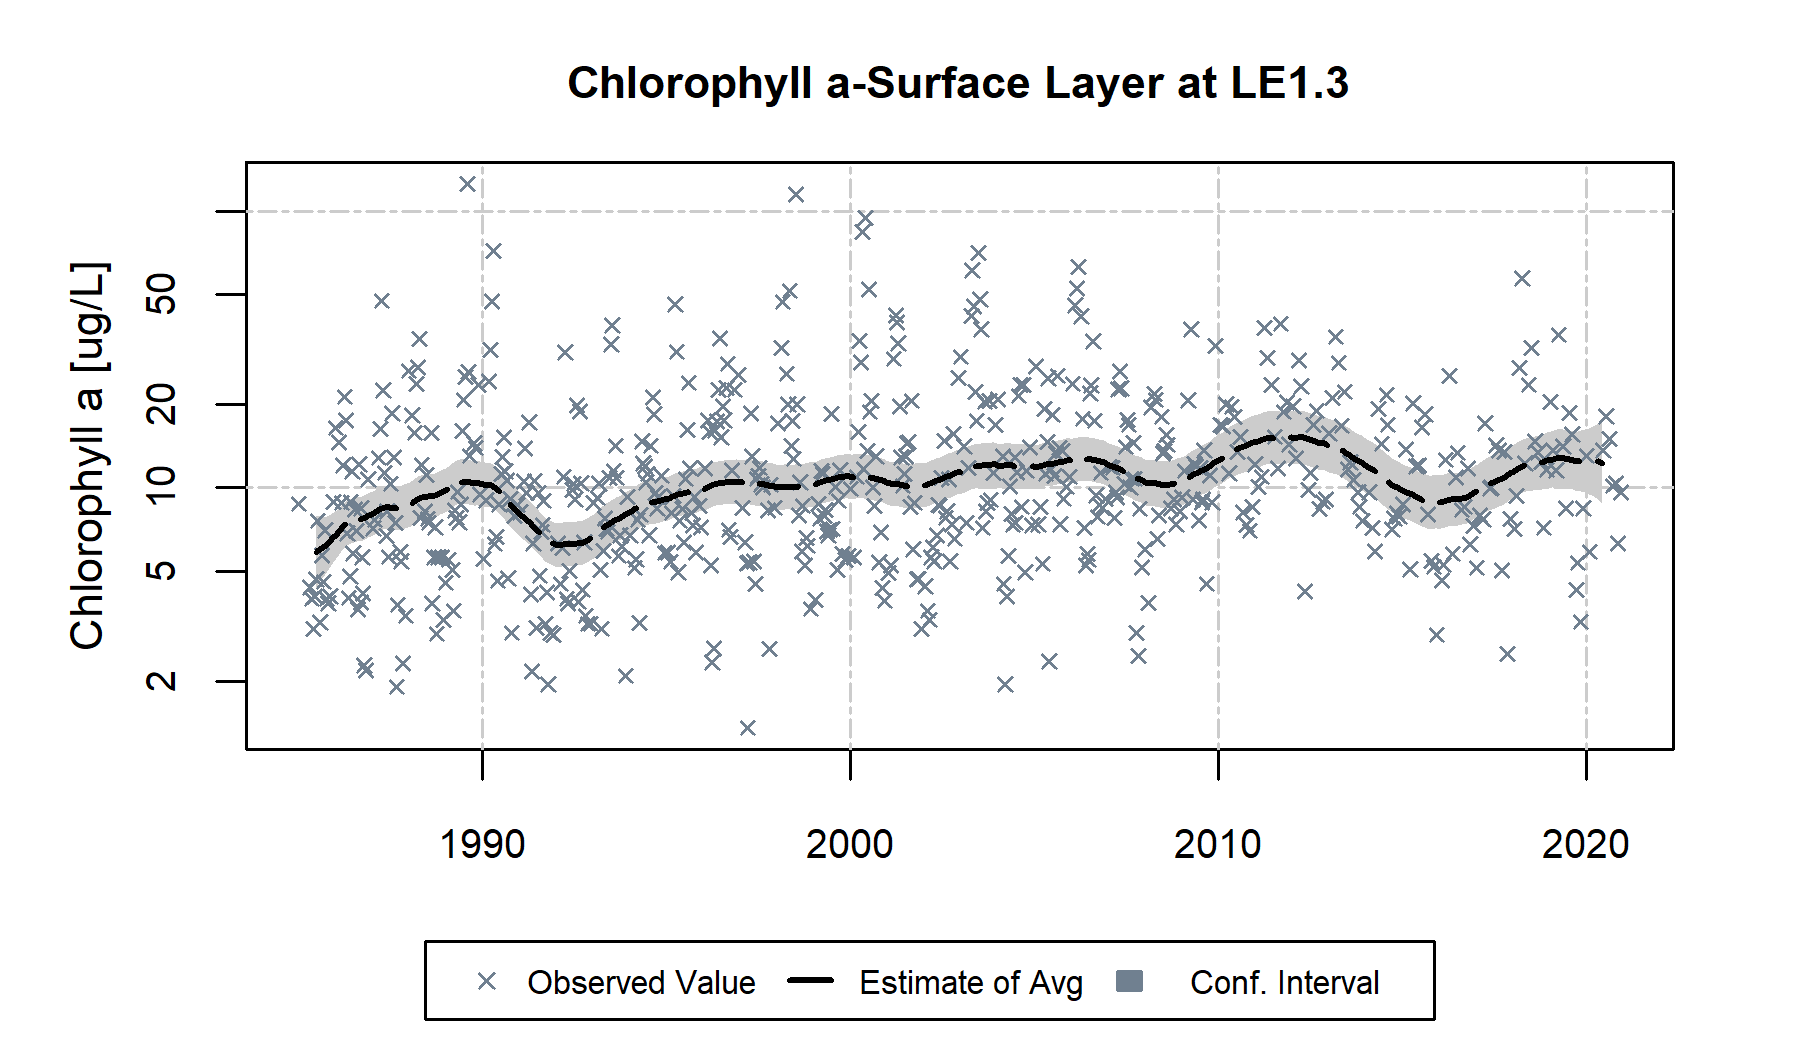 Chlorophyll a-Surface Layer at LE1.3
Chlorophyll a [ug/L]
50
20
10
5
2
1990 2000 2010 2020
Observed Value Estimate of Avg Conf. Interval